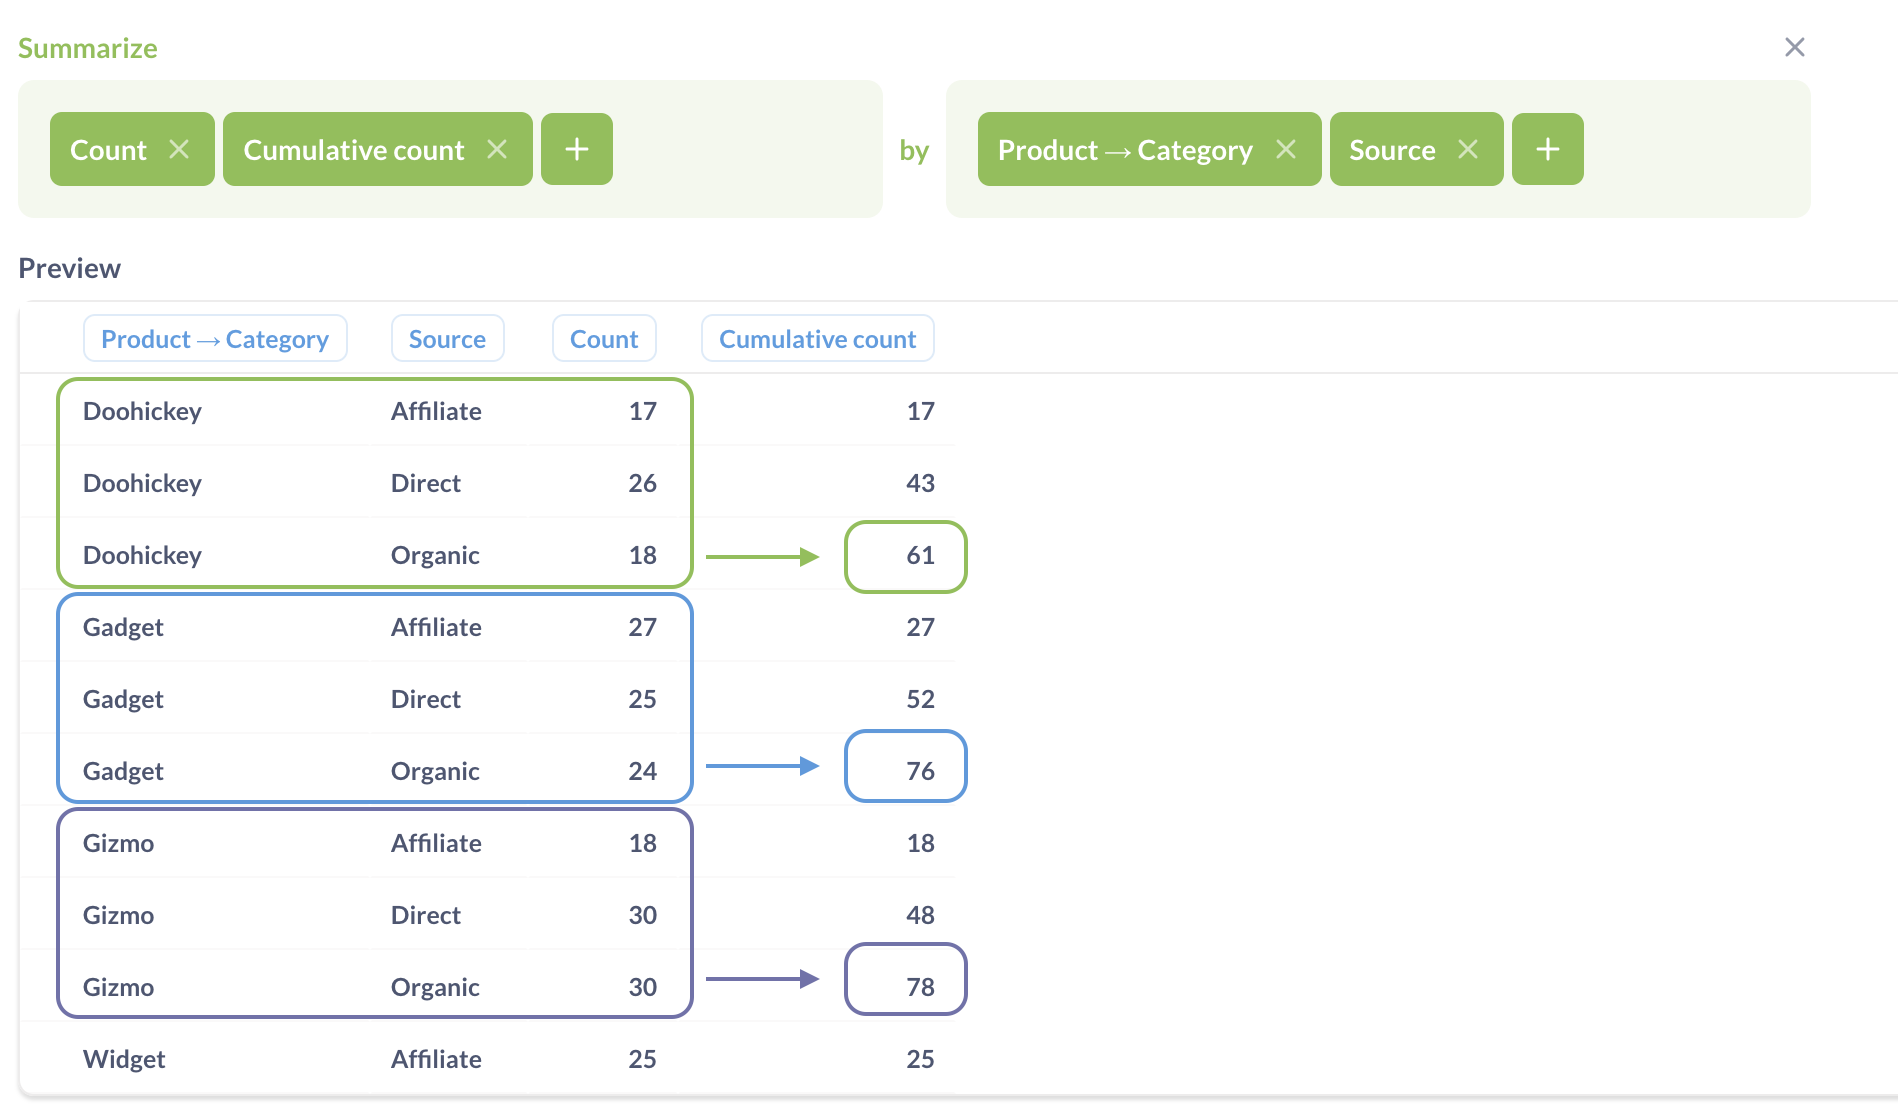 Summarize
Count Cumulative count + by Product → Category Source +
Preview
Product → Category Source Count Cumulative count
Doohickey Affiliate 17 17
Doohickey Direct 26 43
Doohickey Organic 18 61
Gadget Affiliate 27 27
Gadget Direct 25 52
Gadget Organic 24 76
Gizmo Affiliate 18 18
Gizmo Direct 30 48
Gizmo Organic 30 78
Widget Affiliate 25 25